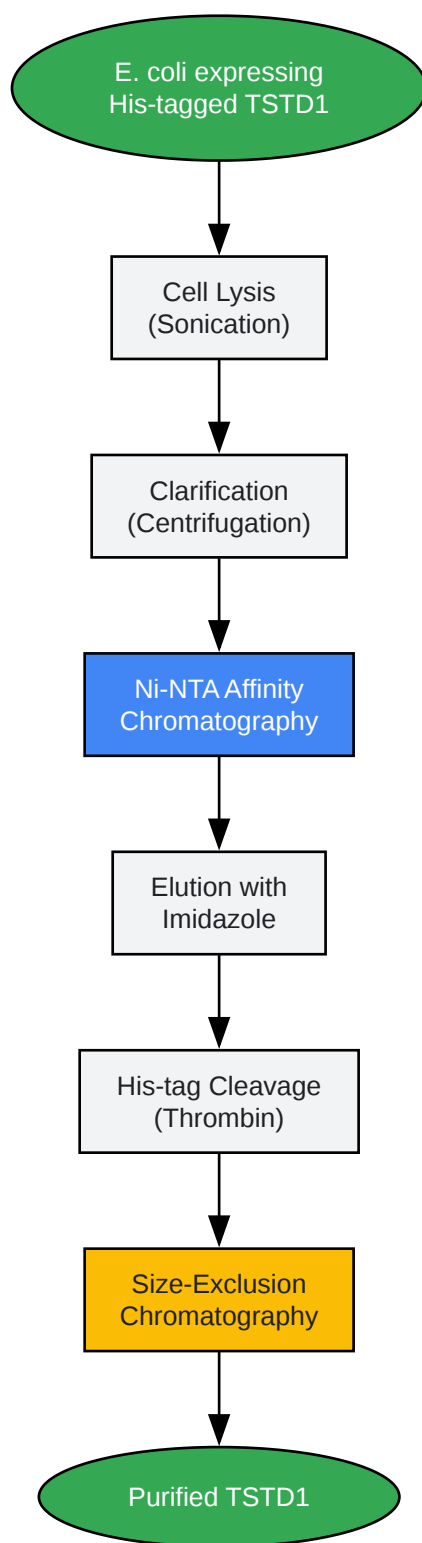 E. coli expressing
His-tagged TSTD1
Cell Lysis
(Sonication)
Clarification
(Centrifugation)
Ni-NTA Affinity
Chromatography
Elution with
Imidazole
His-tag Cleavage
(Thrombin)
Size-Exclusion
Chromatography
Purified TSTD1